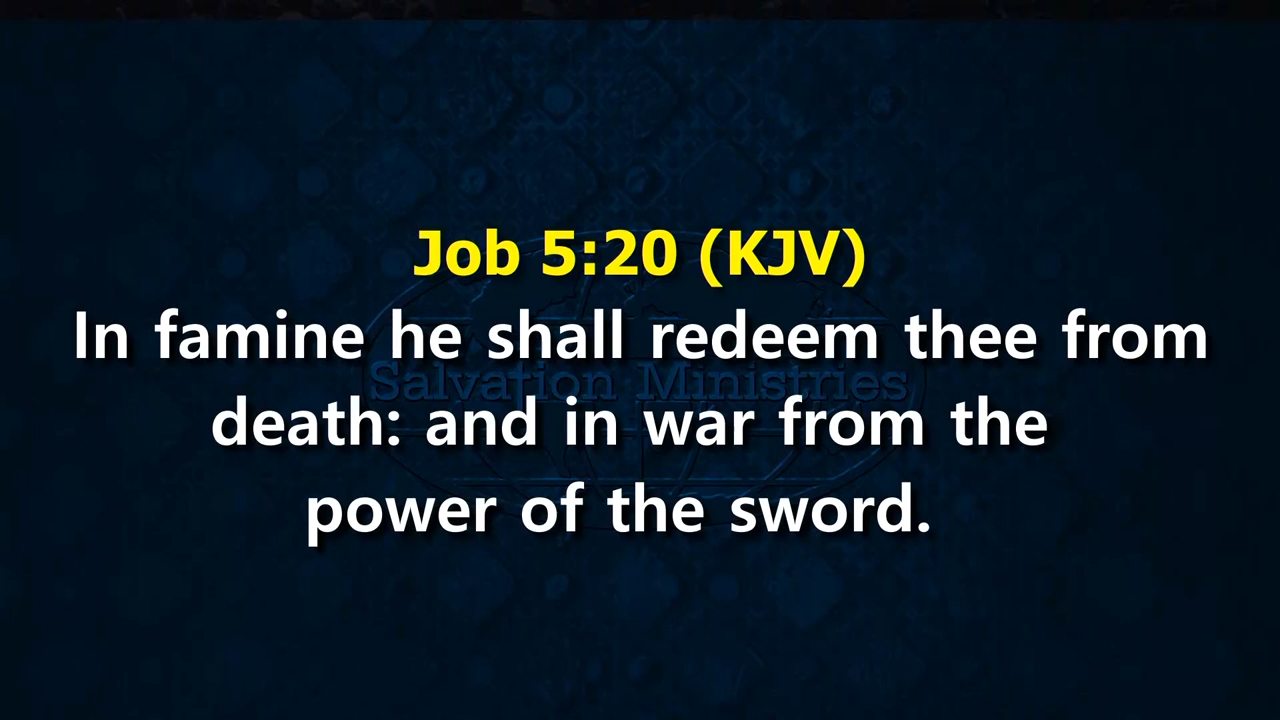 Job 5:20 (KJV)
In famine he shall redeem thee from
Salvation Ministries
death: and in war from the
power of the sword.